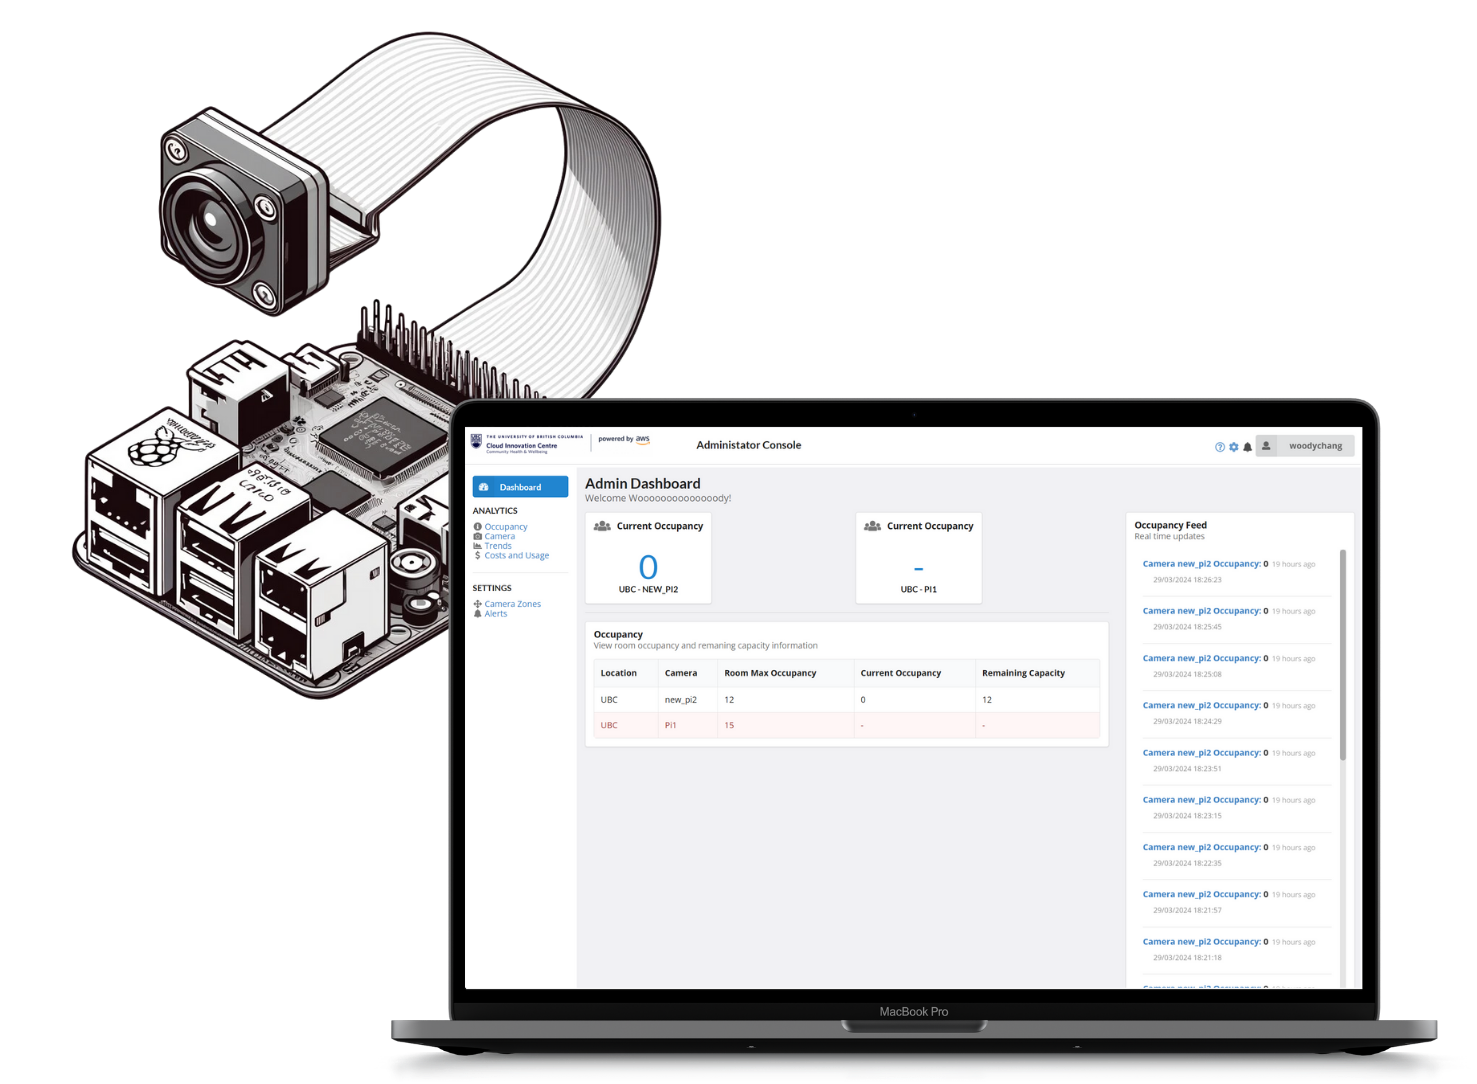 THE UNIVERSITY OF BRITISH COLUMBIA
Cloud Innovation Centre
Community Health & Wellbeing
powered by aws
Administator Console
woodychang
Dashboard
ANALYTICS
Occupancy
Camera
Trends
$ Costs and Usage
SETTINGS
Camera Zones
Alerts
Admin Dashboard
Welcome Woooooooooooooody!
Current Occupancy
0
UBC - NEW_PI2
Current Occupancy
-
UBC - PI1
Occupancy
View room occupancy and remaning capacity information
Location Camera Room Max Occupancy Current Occupancy Remaining Capacity
UBC new_pi2 12 0 12
UBC Pi1 15 - -
Occupancy Feed
Real time updates
Camera new_pi2 Occupancy: 0 19 hours ago
29/03/2024 18:26:23
Camera new_pi2 Occupancy: 0 19 hours ago
29/03/2024 18:25:45
Camera new_pi2 Occupancy: 0 19 hours ago
29/03/2024 18:25:08
Camera new_pi2 Occupancy: 0 19 hours ago
29/03/2024 18:24:29
Camera new_pi2 Occupancy: 0 19 hours ago
29/03/2024 18:23:51
Camera new_pi2 Occupancy: 0 19 hours ago
29/03/2024 18:23:15
Camera new_pi2 Occupancy: 0 19 hours ago
29/03/2024 18:22:35
Camera new_pi2 Occupancy: 0 19 hours ago
29/03/2024 18:21:57
Camera new_pi2 Occupancy: 0 19 hours ago
29/03/2024 18:21:18
MacBook Pro